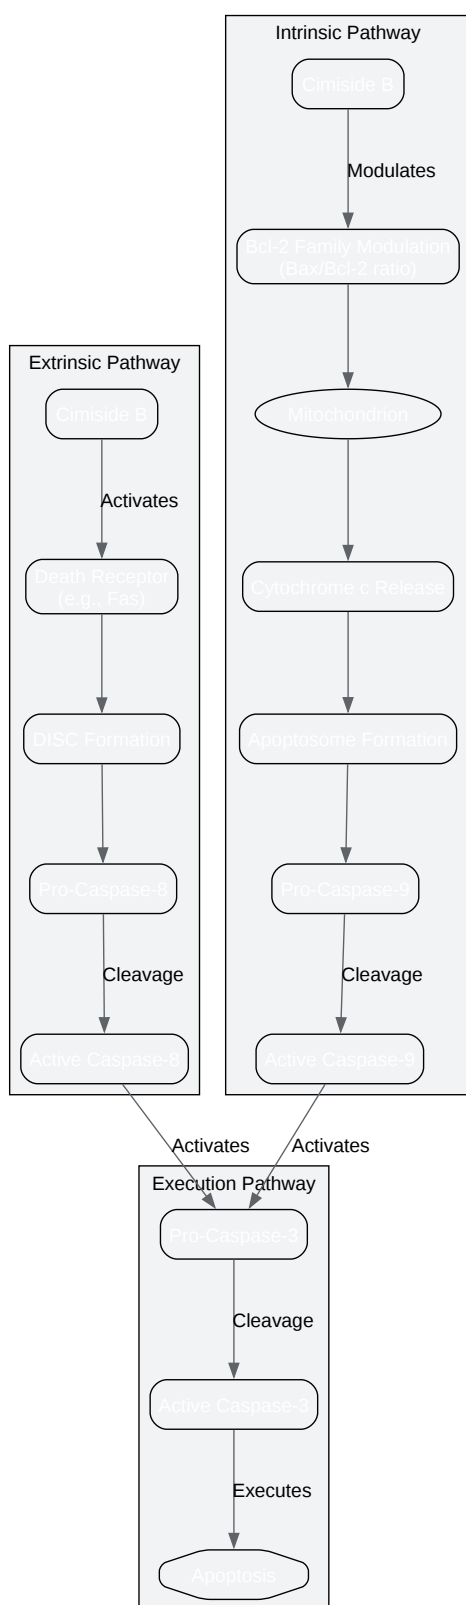 Intrinsic Pathway
Cimiside B
Modulates
Bcl-2 Family Modulation
(Bax/Bcl-2 ratio)
Mitochondrion
Cytochrome c Release
Apoptosome Formation
Pro-Caspase-9
Cleavage
Active Caspase-9
Activates
Extrinsic Pathway
Cimiside B
Activates
Death Receptor
(e.g., Fas)
DISC Formation
Pro-Caspase-8
Cleavage
Active Caspase-8
Activates
Execution Pathway
Pro-Caspase-3
Cleavage
Active Caspase-3
Executes
Apoptosis